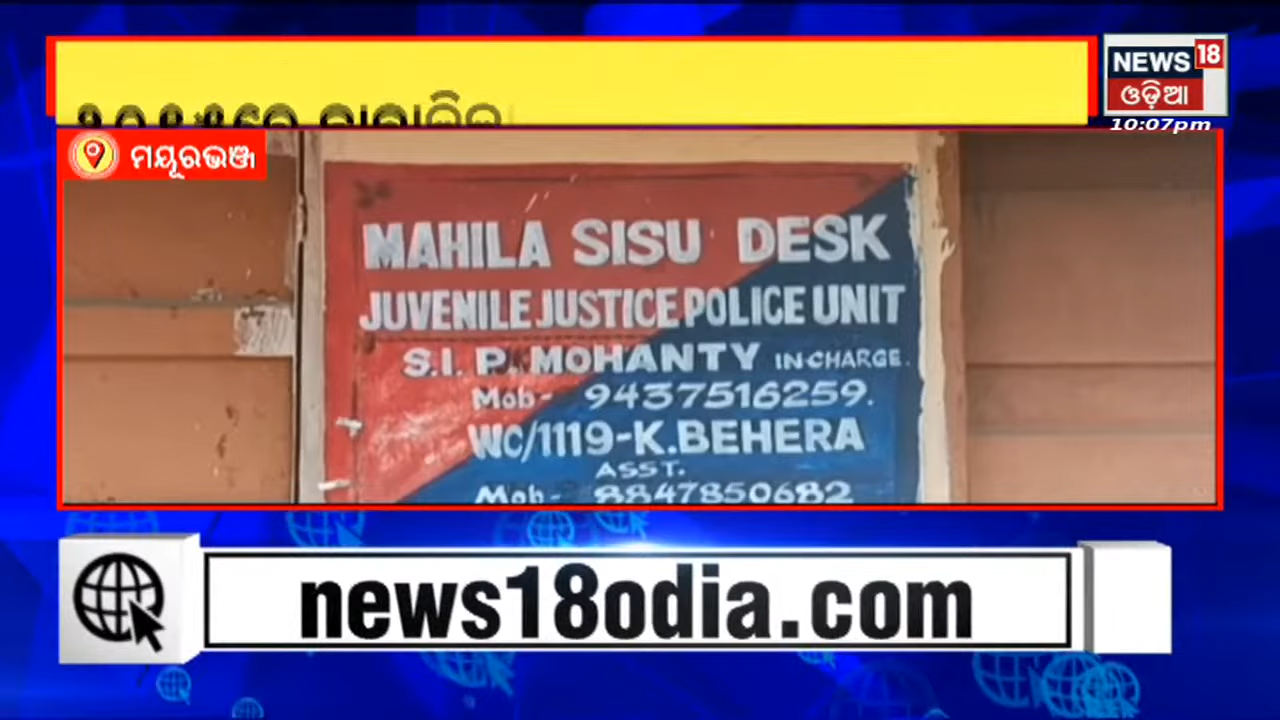 NEWS 18
ଓଡ଼ିଆ
10:07pm
ମୟୂରଭଞ୍ଜ
MAHILA SISU DESK
JUVENILE JUSTICE POLICE UNIT
S.I. P. MOHANTY IN-CHARGE.
Mob- 9437516259.
WC/1119-K.BEHERA
ASST.
Mob- 8847850682
news18odia.com